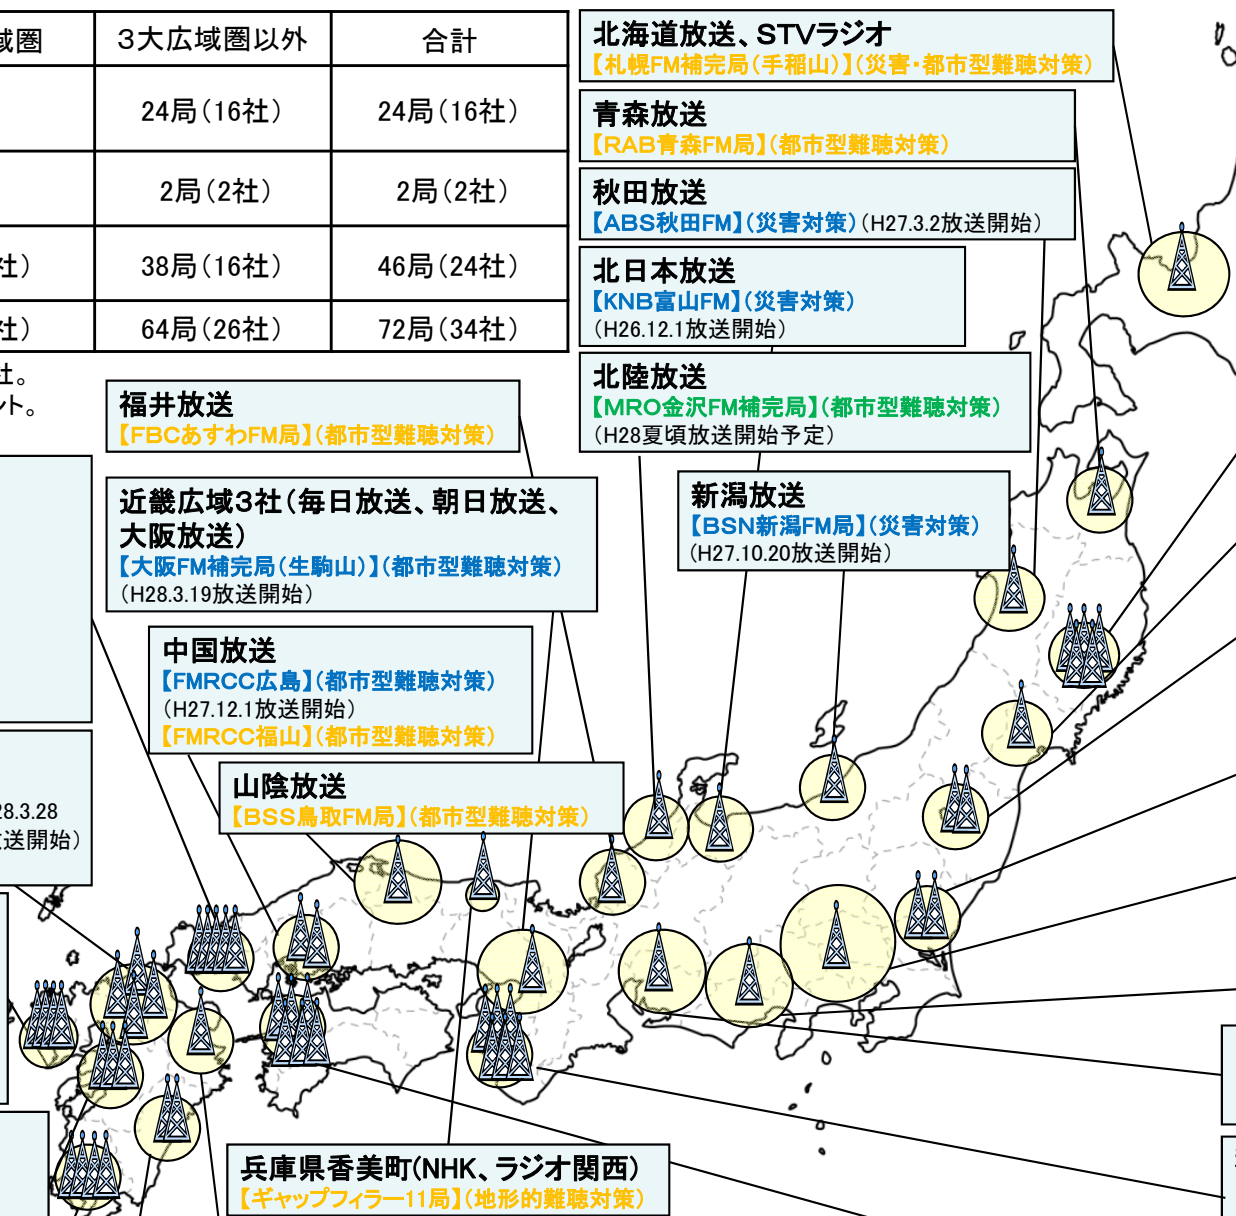 域圏
3大広域圏以外
合計
24局(16社)
24局(16社)
2局(2社)
2局(2社)
社)
38局(16社)
46局(24社)
社)
64局(26社)
72局(34社)
社。
ント。
北海道放送、STVラジオ
【札幌FM補完局(手稲山)】(災害・都市型難聴対策)
青森放送
【RAB青森FM局】(都市型難聴対策)
秋田放送
【ABS秋田FM】(災害対策)(H27.3.2放送開始)
北日本放送
【KNB富山FM】(災害対策)
(H26.12.1放送開始)
北陸放送
【MRO金沢FM補完局】(都市型難聴対策)
(H28夏頃放送開始予定)
新潟放送
【BSN新潟FM局】(災害対策)
(H27.10.20放送開始)
福井放送
【FBCあすわFM局】(都市型難聴対策)
近畿広域3社(毎日放送、朝日放送、
大阪放送)
【大阪FM補完局(生駒山)】(都市型難聴対策)
(H28.3.19放送開始)
中国放送
【FMRCC広島】(都市型難聴対策)
(H27.12.1放送開始)
【FMRCC福山】(都市型難聴対策)
山陰放送
【BSS鳥取FM局】(都市型難聴対策)
28.3.28
送開始)
兵庫県香美町(NHK、ラジオ関西)
【ギャップフィラー11局】(地形的難聴対策)